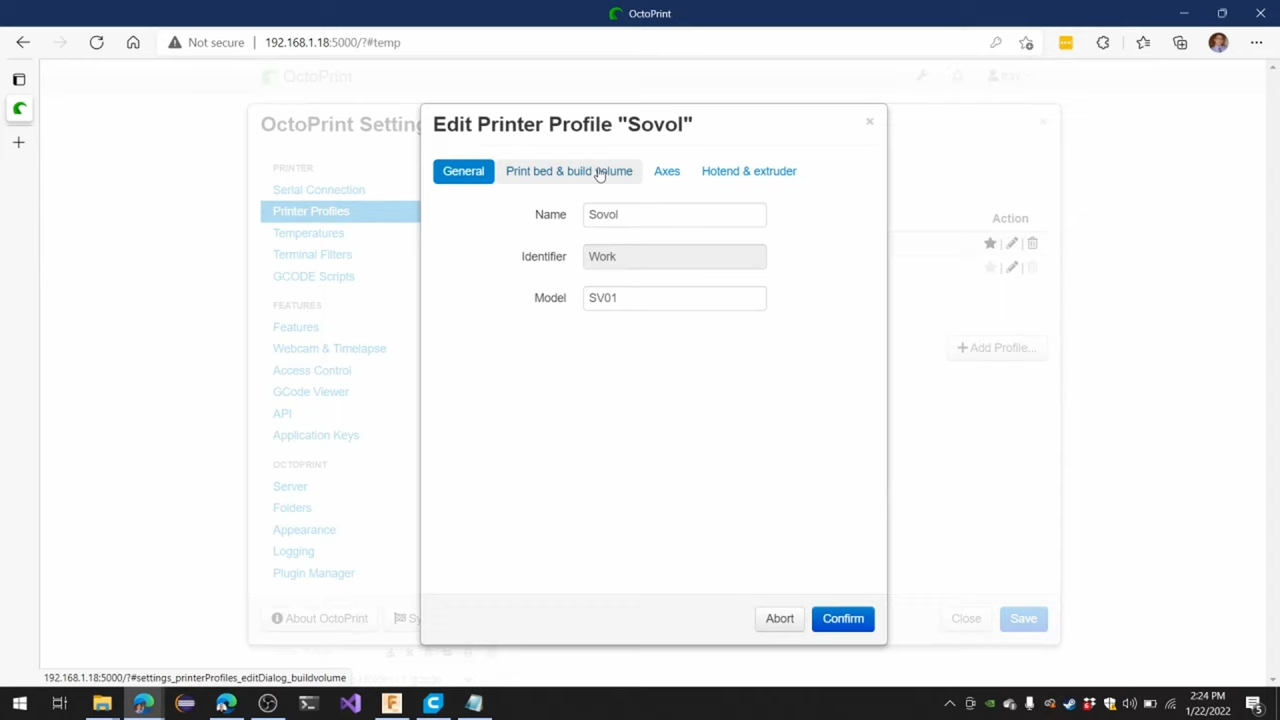 OctoPrint
Not secure
192.168.1.18:5000/?#temp
OctoPrint
OctoPrint Setting
Edit Printer Profile "Sovol"
PRINTER
Serial Connection
Printer Profiles
Temperatures
Terminal Filters
GCODE Scripts
FEATURES
Features
Webcam & Timelapse
Access Control
GCode Viewer
API
Application Keys
OCTOPRINT
Server
Folders
Appearance
Logging
Plugin Manager
About OctoPrint
Sy
General
Print bed & build volume
Axes
Hotend & extruder
Name
Sovol
Identifier
Work
Model
SV01
Abort
Confirm
Action
Add Profile...
Close
Save
192.168.1.18:5000/?#settings_printerProfiles_editDialog_buildvolume
2:24 PM
1/22/2022
5